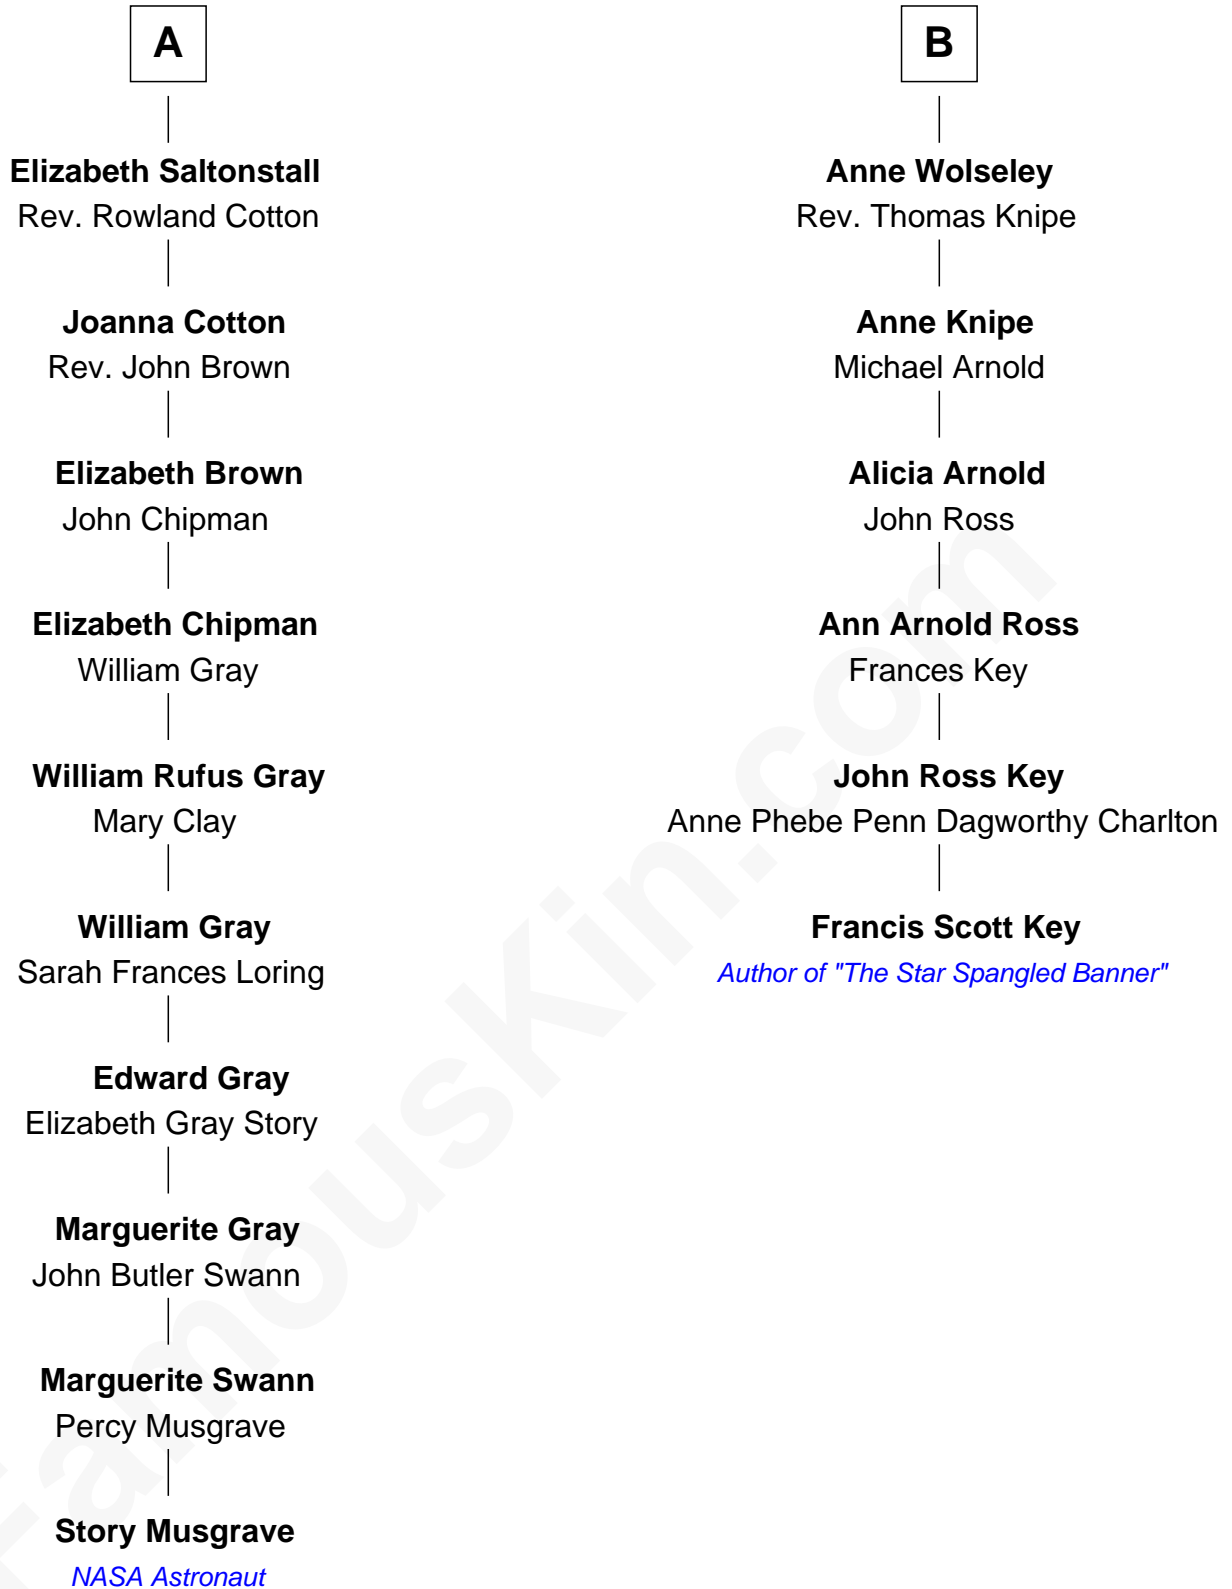 A
Elizabeth Saltonstall
Rev. Rowland Cotton
Joanna Cotton
Rev. John Brown
Elizabeth Brown
John Chipman
Elizabeth Chipman
William Gray
William Rufus Gray
Mary Clay
William Gray
Sarah Frances Loring
Edward Gray
Elizabeth Gray Story
Marguerite Gray
John Butler Swann
Marguerite Swann
Percy Musgrave
Story Musgrave
NASA Astronaut
B
Anne Wolseley
Rev. Thomas Knipe
Anne Knipe
Michael Arnold
Alicia Arnold
John Ross
Ann Arnold Ross
Frances Key
John Ross Key
Anne Phebe Penn Dagworthy Charlton
Francis Scott Key
Author of "The Star Spangled Banner"
FamousKin.com